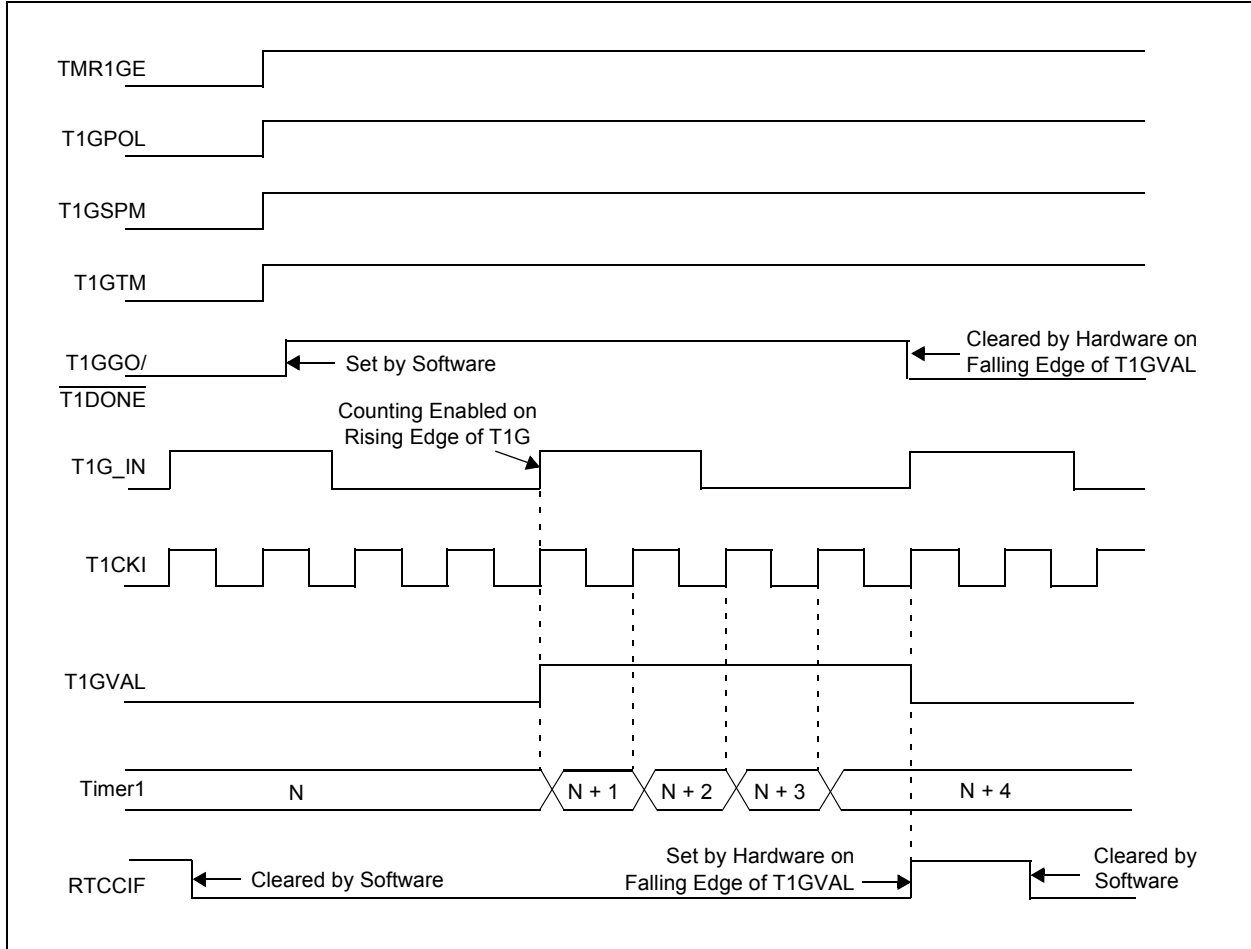 TMR1GE
T1GPOL
T1GSPM
T1GTM
T1GGO/
T1DONE
Set by Software
Cleared by Hardware on
Falling Edge of T1GVAL
Counting Enabled on
Rising Edge of T1G
T1G_IN
T1CKI
T1GVAL
Timer1
N
N + 1
N + 2
N + 3
N + 4
RTCCIF
Cleared by Software
Set by Hardware on
Falling Edge of T1GVAL
Cleared by
Software